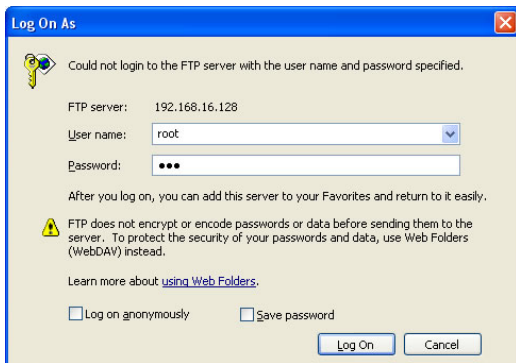 Log On As
Could not login to the FTP server with the user name and password specified.
FTP server: 192.168.16.128
User name: root
Password: ●●●
After you log on, you can add this server to your Favorites and return to it easily.
FTP does not encrypt or encode passwords or data before sending them to the
server. To protect the security of your passwords and data, use Web Folders
(WebDAV) instead.
Learn more about using Web Folders.
Log on anonymously Save password
Log On Cancel